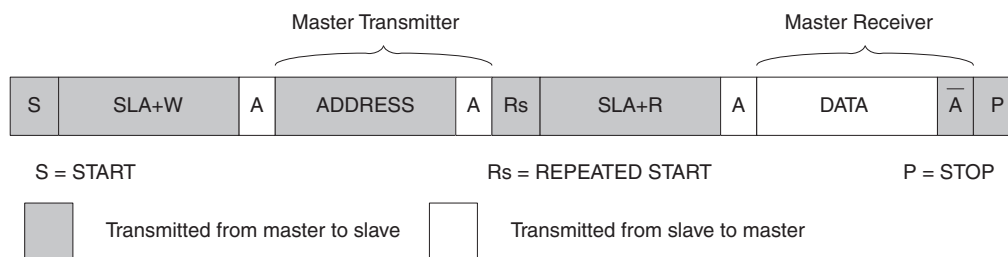 Master Transmitter Master Receiver
S SLA+W A ADDRESS A Rs SLA+R A DATA A̅ P
S = START Rs = REPEATED START P = STOP
Transmitted from master to slave Transmitted from slave to master